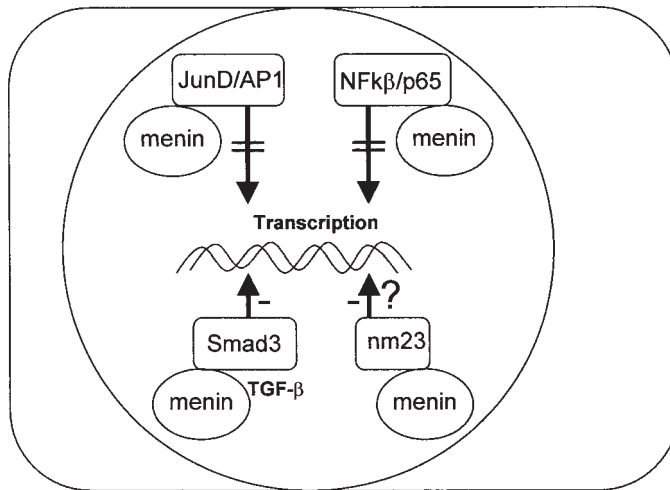 JunD/AP1
NFkβ/p65
menin
menin
Transcription
-
- ?
Smad3
nm23
TGF-β
menin
menin